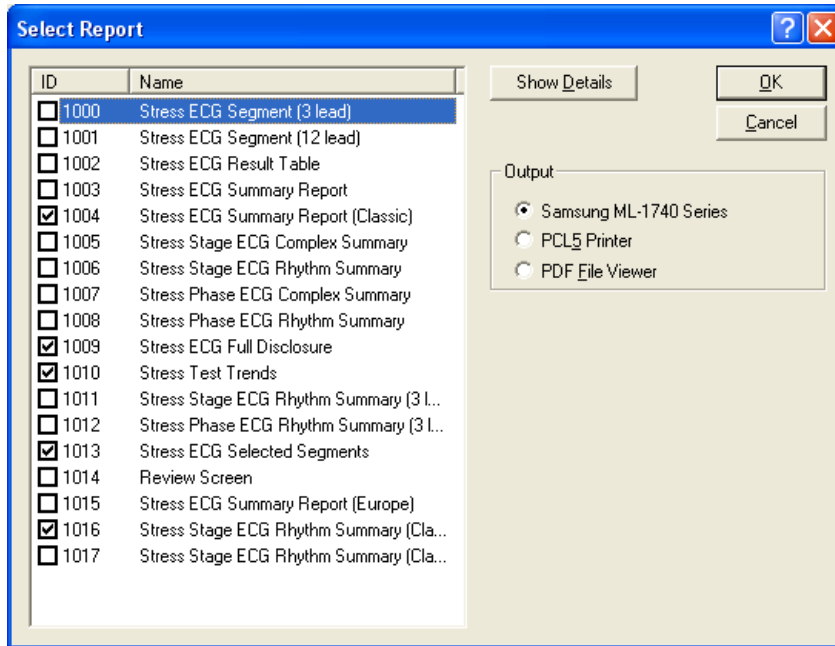 Select Report
ID Name
1000 Stress ECG Segment (3 lead)
1001 Stress ECG Segment (12 lead)
1002 Stress ECG Result Table
1003 Stress ECG Summary Report
1004 Stress ECG Summary Report (Classic)
1005 Stress Stage ECG Complex Summary
1006 Stress Stage ECG Rhythm Summary
1007 Stress Phase ECG Complex Summary
1008 Stress Phase ECG Rhythm Summary
1009 Stress ECG Full Disclosure
1010 Stress Test Trends
1011 Stress Stage ECG Rhythm Summary (3 l...
1012 Stress Phase ECG Rhythm Summary (3 l...
1013 Stress ECG Selected Segments
1014 Review Screen
1015 Stress ECG Summary Report (Europe)
1016 Stress Stage ECG Rhythm Summary (Cla...
1017 Stress Stage ECG Rhythm Summary (Cla...
Show Details
OK
Cancel
Output
Samsung ML-1740 Series
PCL5 Printer
PDF File Viewer